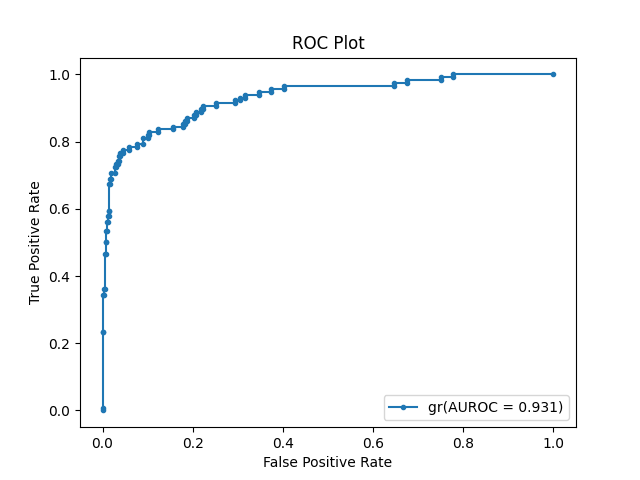 ROC Plot
True Positive Rate
1.0
0.8
0.6
0.4
0.2
0.0
gr(AUROC = 0.931)
0.0 0.2 0.4 0.6 0.8 1.0
False Positive Rate